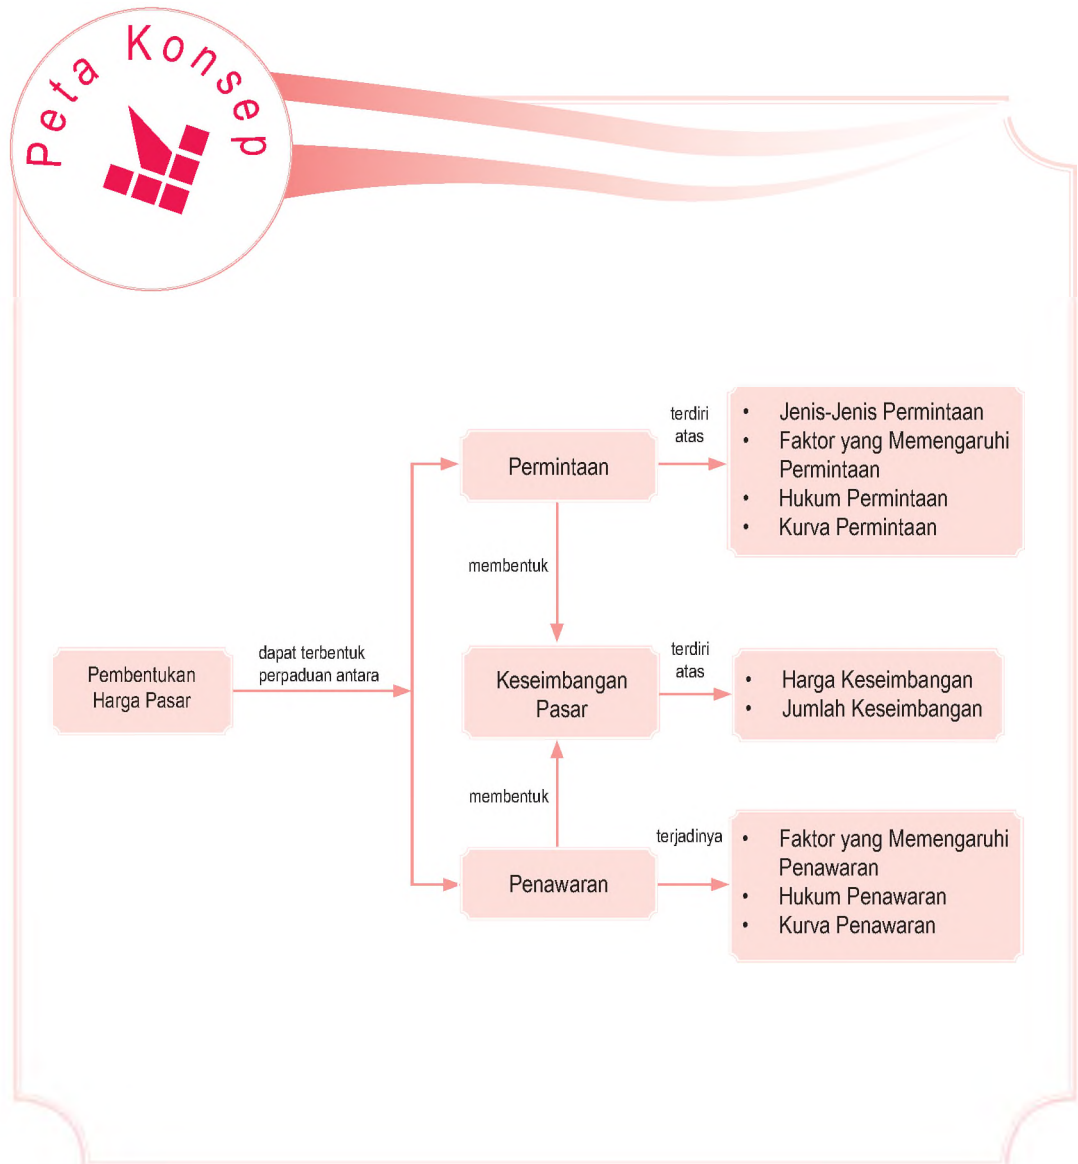 Peta Konsep
terdiri
atas
• Jenis-Jenis Permintaan
• Faktor yang Memengaruhi
Permintaan
• Hukum Permintaan
• Kurva Permintaan
Permintaan
membentuk
Pembentukan
Harga Pasar
dapat terbentuk
perpaduan antara
Keseimbangan
Pasar
terdiri
atas
• Harga Keseimbangan
• Jumlah Keseimbangan
membentuk
Penawaran
terjadinya
• Faktor yang Memengaruhi
Penawaran
• Hukum Penawaran
• Kurva Penawaran